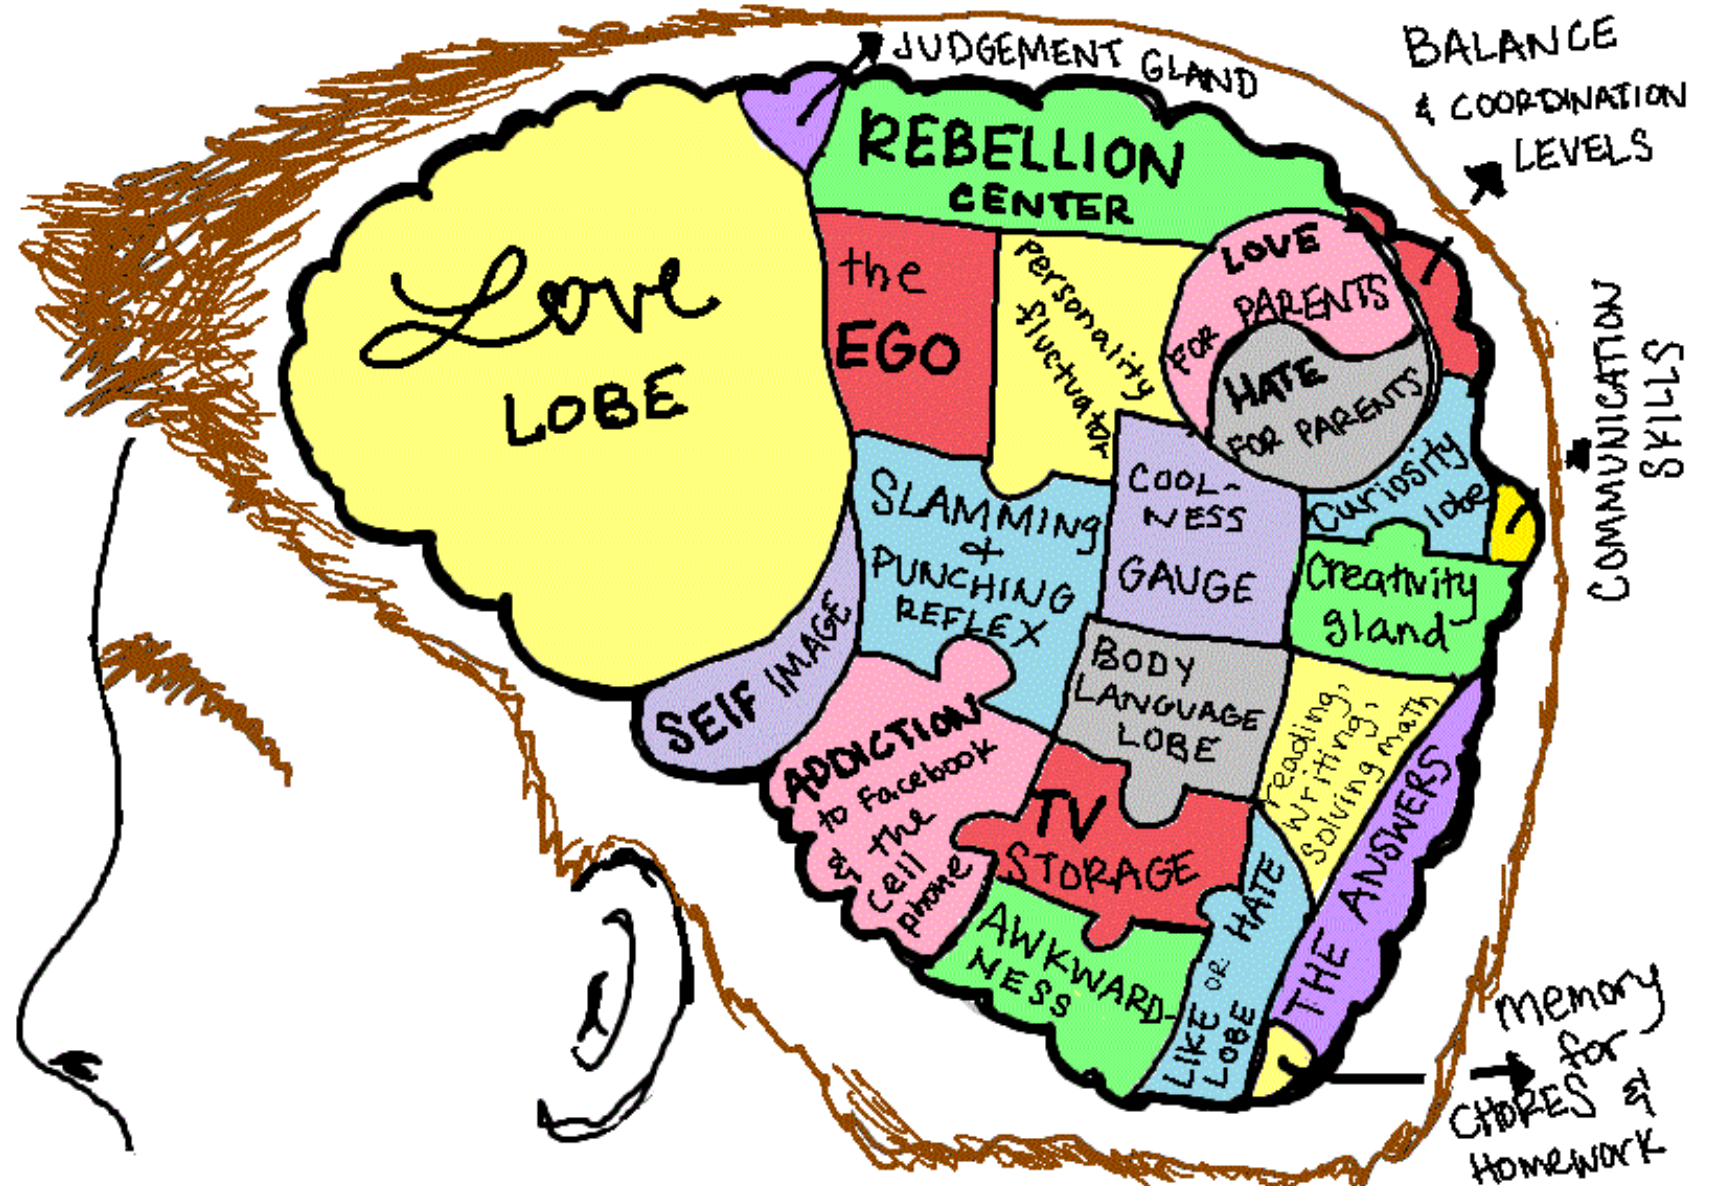 JUDGEMENT GLAND
BALANCE
& COORDINATION
LEVELS
REBELLION
CENTER
Love
LOBE
the
EGO
Personality
fluctuator
LOVE
FOR PARENTS
HATE
FOR PARENTS
COMMUNICATION
SKILLS
SLAMMING
+
PUNCHING
REFLEX
COOL-
NESS
GAUGE
Curiosity
lobe
Creativity
gland
SElF IMAGE
BODY
LANGUAGE
LOBE
reading,
writing,
solving math
ADDICTION
to facebook
& the
cell
phone
TV
STORAGE
THE ANSWERS
AWKWARD-
NESS
LIKE OR HATE
LOBE
memory
for
CHORES &
HOmEWORK